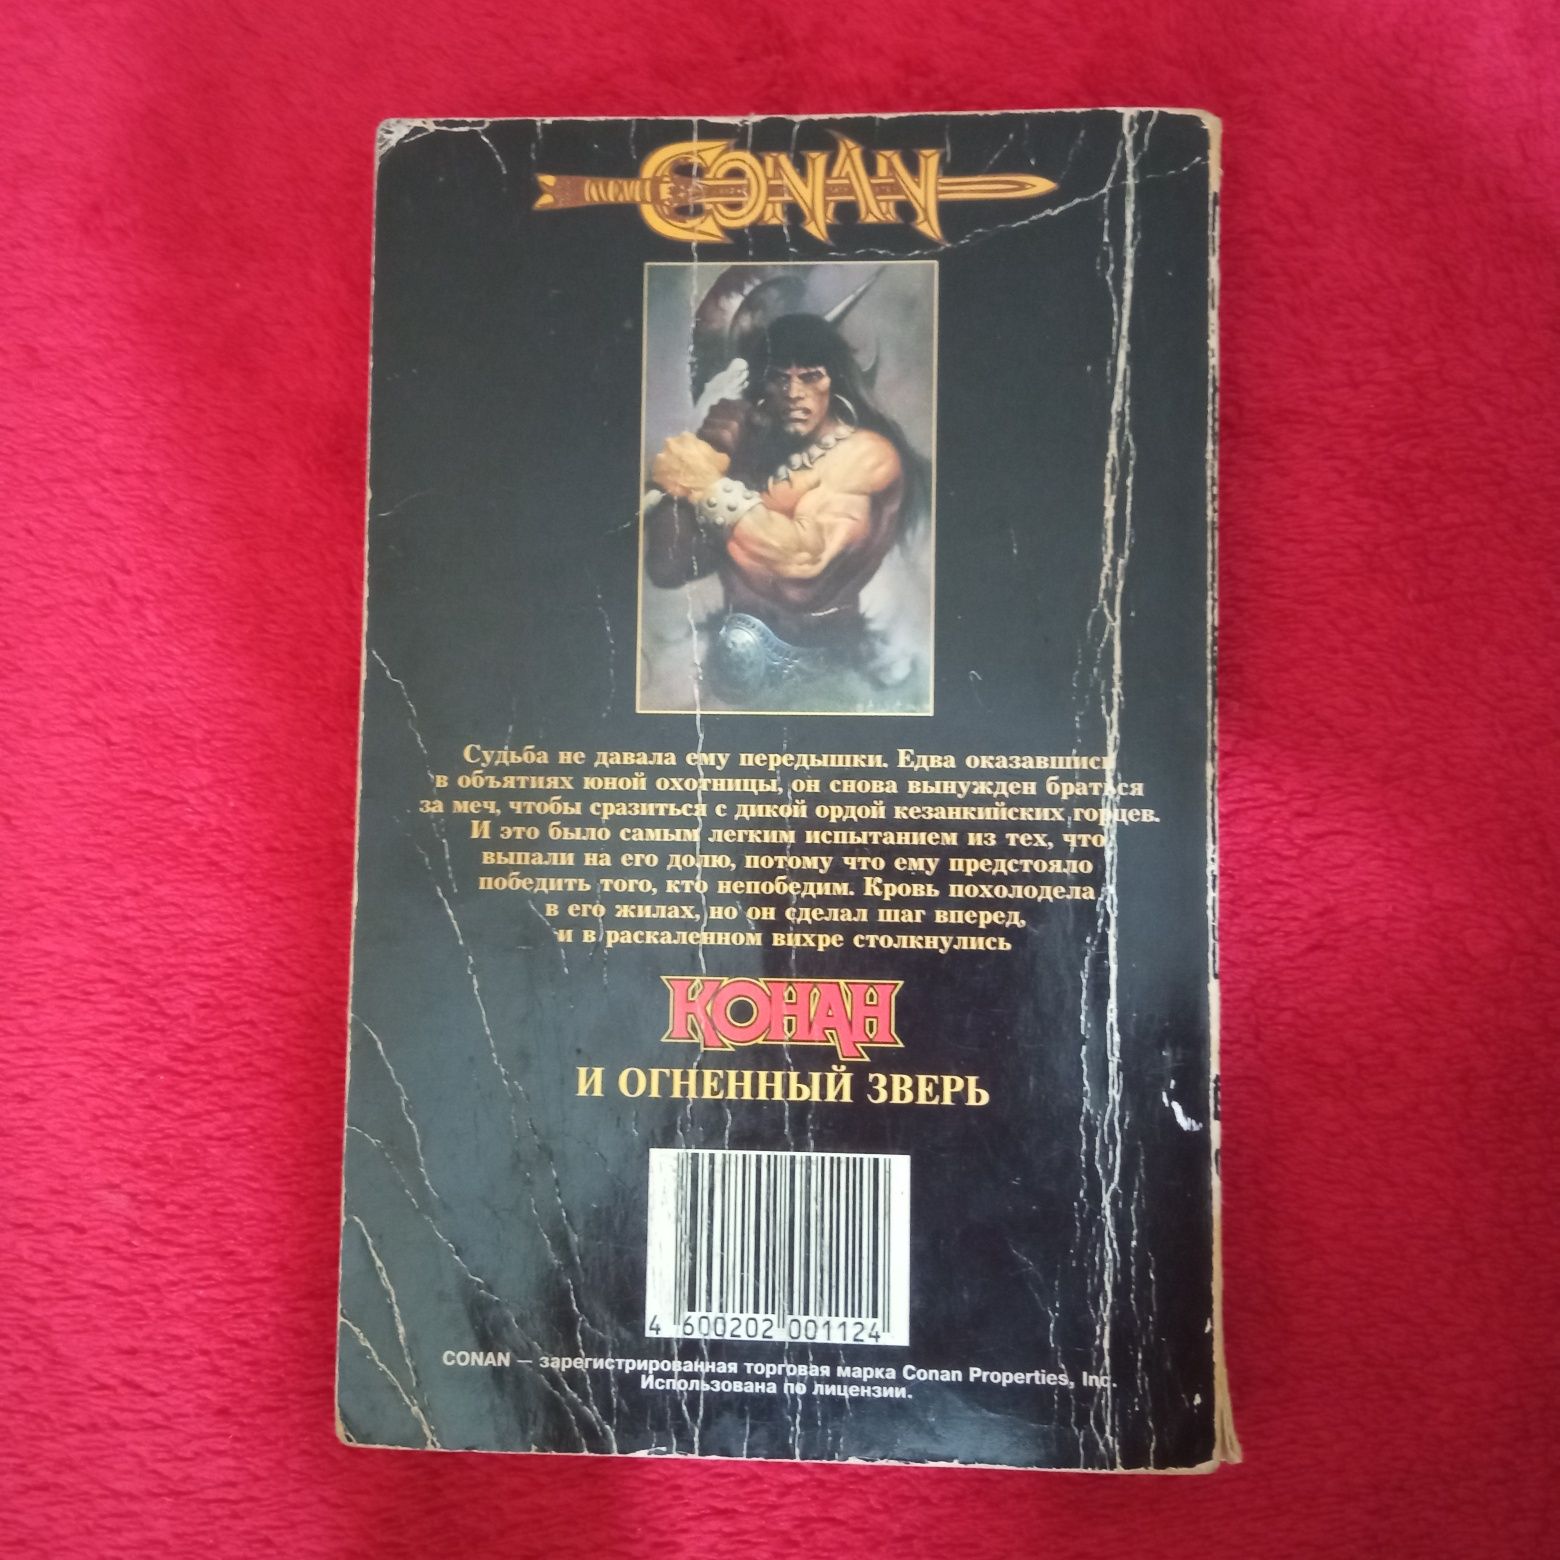 CONAN
Судьба не давала ему передышки. Едва оказавшись
в объятиях юной охотницы, он снова вынужден браться
за меч, чтобы сразиться с дикой ордой кезанкийских горцев.
И это было самым легким испытанием из тех, что
выпали на его долю, потому что ему предстояло
победить того, кто непобедим. Кровь похолодела
в его жилах, но он сделал шаг вперед,
и в раскаленном вихре столкнулись
КОНАН
И ОГНЕННЫЙ ЗВЕРЬ
4 600202 001124
CONAN — зарегистрированная торговая марка Conan Properties, Inc.
Использована по лицензии.